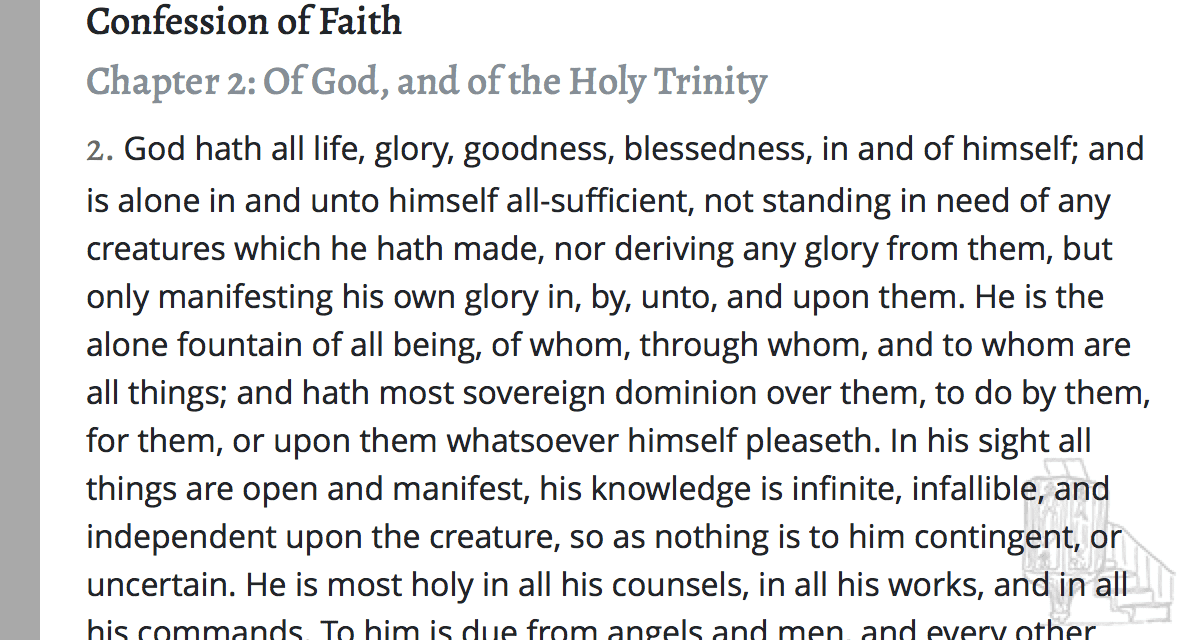 Confession of Faith
Chapter 2: Of God, and of the Holy Trinity
2. God hath all life, glory, goodness, blessedness, in and of himself; and
is alone in and unto himself all-sufficient, not standing in need of any
creatures which he hath made, nor deriving any glory from them, but
only manifesting his own glory in, by, unto, and upon them. He is the
alone fountain of all being, of whom, through whom, and to whom are
all things; and hath most sovereign dominion over them, to do by them,
for them, or upon them whatsoever himself pleaseth. In his sight all
things are open and manifest, his knowledge is infinite, infallible, and
independent upon the creature, so as nothing is to him contingent, or
uncertain. He is most holy in all his counsels, in all his works, and in all
his commands. To him is due from angels and men, and every other